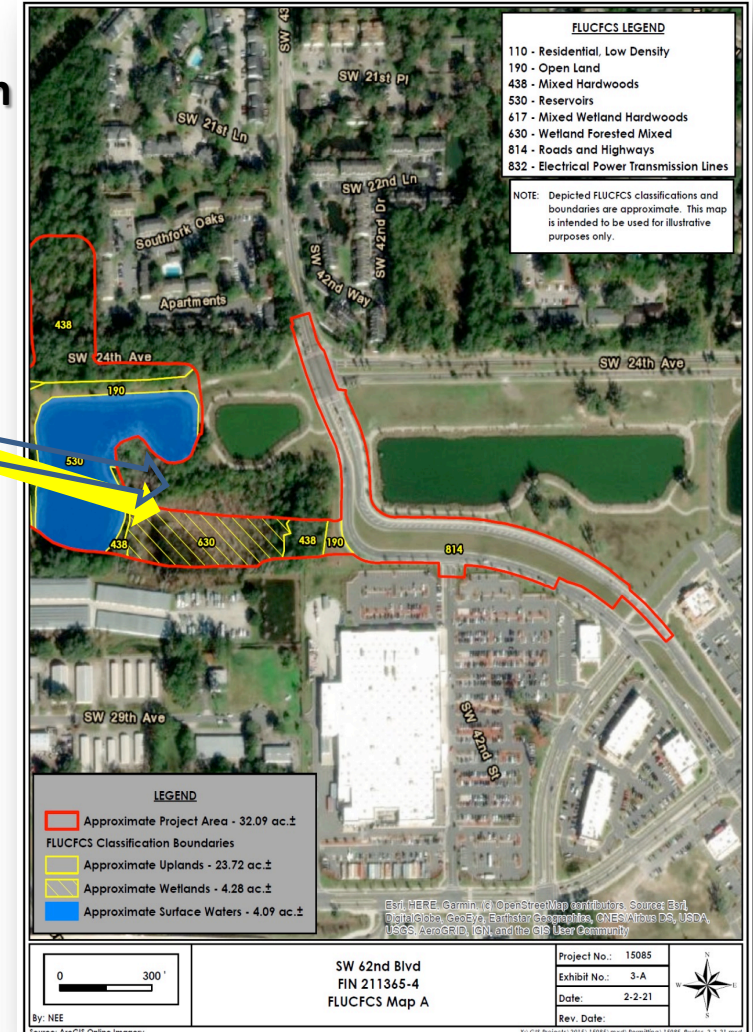 n
FLUCFCS LEGEND
110 - Residential, Low Density
190 - Open Land
438 - Mixed Hardwoods
530 - Reservoirs
617 - Mixed Wetland Hardwoods
630 - Wetland Forested Mixed
814 - Roads and Highways
832 - Electrical Power Transmission Lines
NOTE: Depicted FLUCFCS classifications and
boundaries are approximate. This map
is intended to be used for illustrative
purposes only.
SW 43
SW 21st Pl
SW 21st Ln
SW 22nd Ln
SW 42nd Dr
Southfork Oaks
SW 42nd Way
Apartments
438
SW 24th Ave
SW 24th Ave
190
530
438
630
438
190
814
SW 29th Ave
SW 42nd St
LEGEND
Approximate Project Area - 32.09 ac.±
FLUCFCS Classification Boundaries
Approximate Uplands - 23.72 ac.±
Approximate Wetlands - 4.28 ac.±
Approximate Surface Waters - 4.09 ac.±
Esri, HERE, Garmin, (c) OpenStreetMap contributors, Source: Esri,
DigitalGlobe, GeoEye, Earthstar Geographics, CNES/Airbus DS, USDA,
USGS, AeroGRID, IGN, and the GIS User Community
0 300 '
By: NEE
SW 62nd Blvd
FIN 211365-4
FLUCFCS Map A
Project No.: 15085
Exhibit No.: 3-A
Date: 2-2-21
Rev. Date:
N
W E
S
Source: ArcGIS Online Imagery